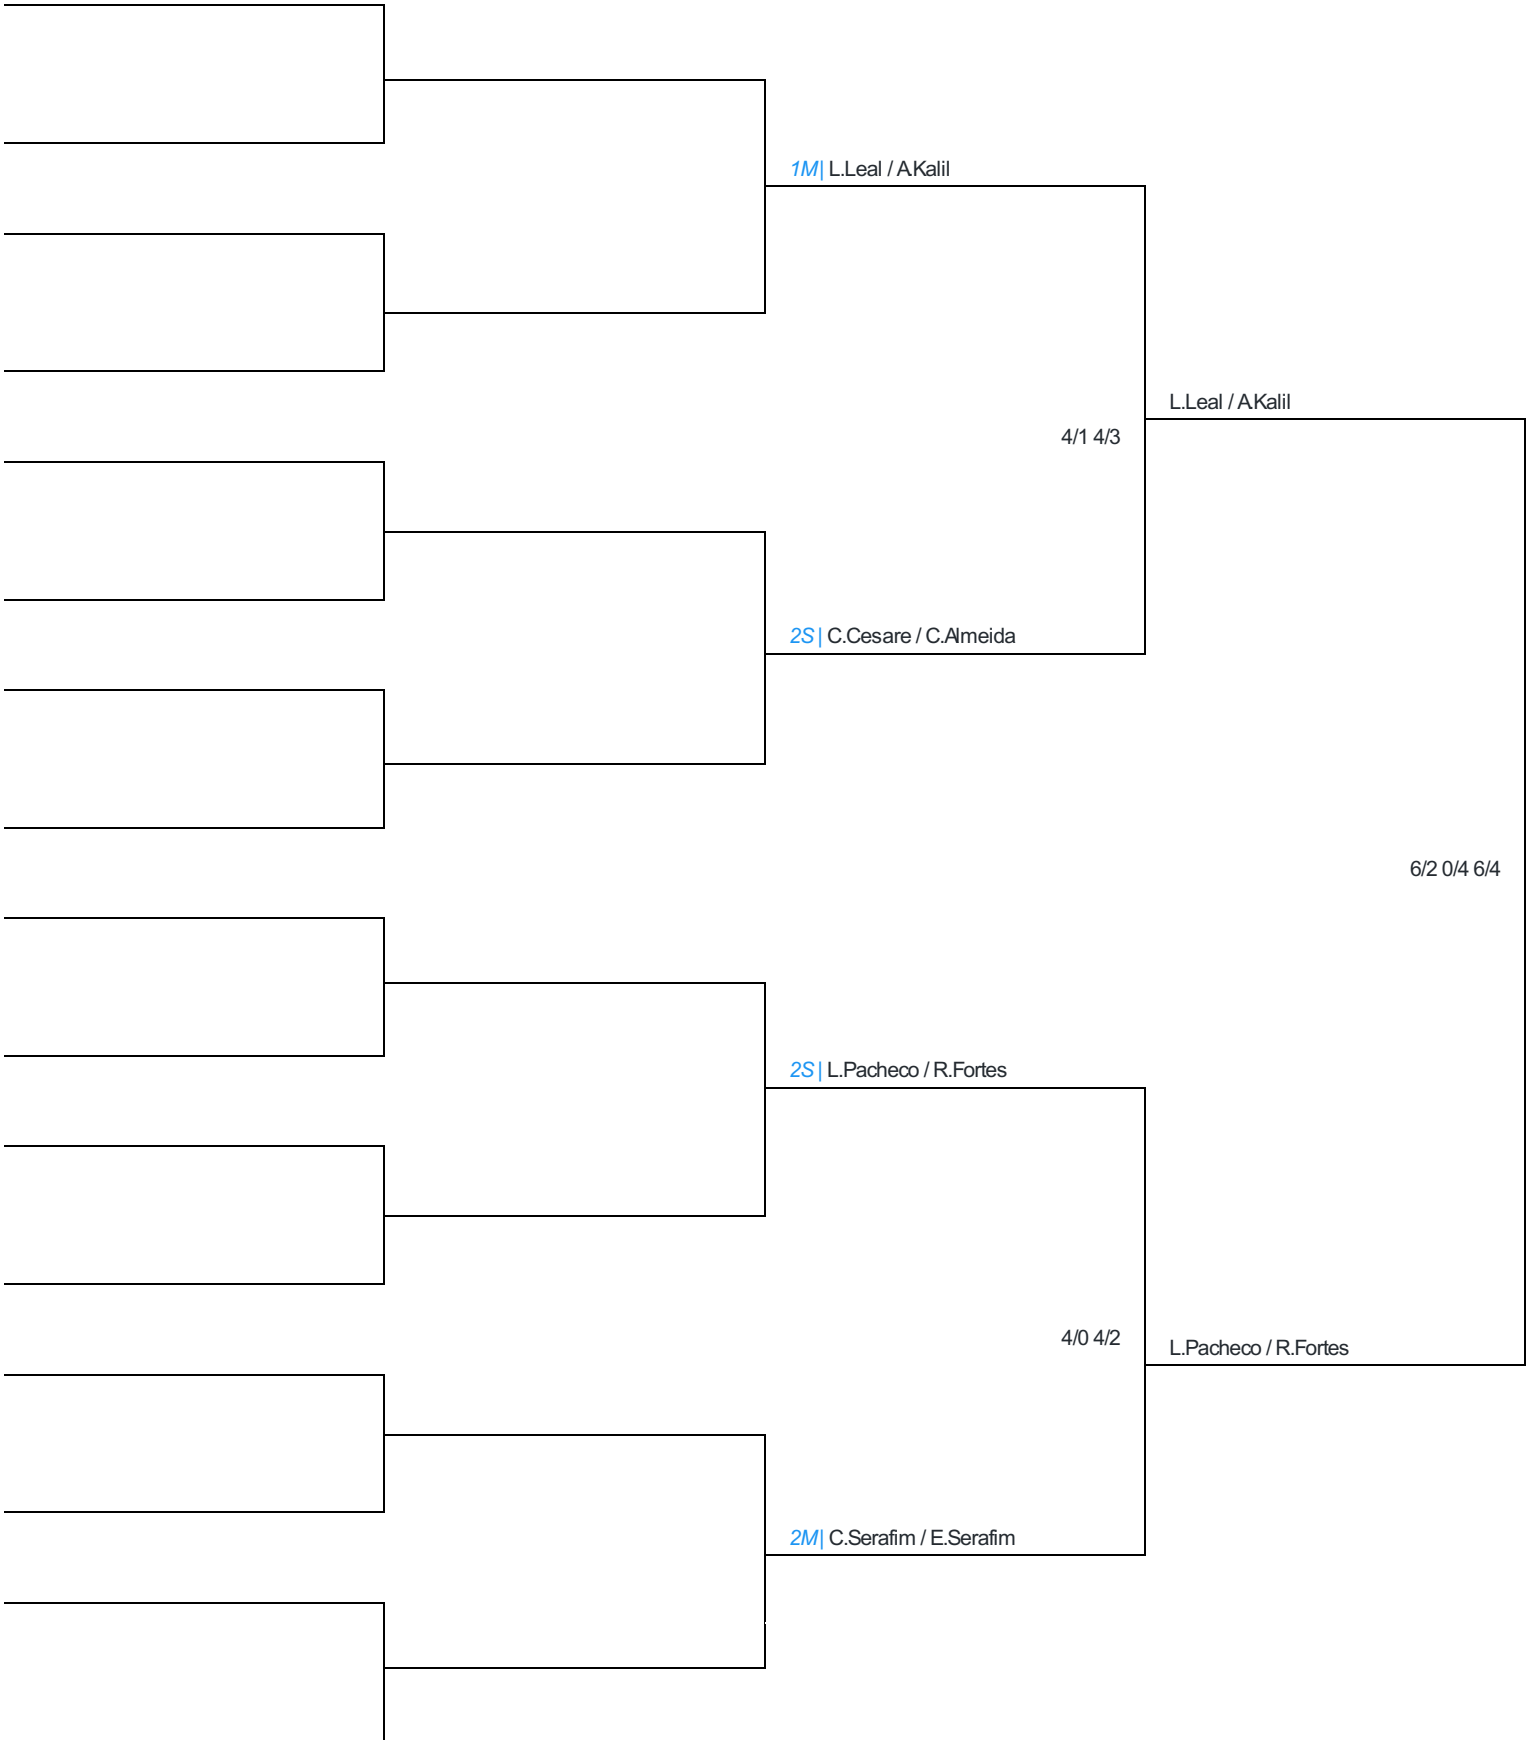 1M| L.Leal / A.Kalil
L.Leal / A.Kalil
4/1 4/3
2S| C.Cesare / C.Almeida
6/2 0/4 6/4
2S| L.Pacheco / R.Fortes
4/0 4/2
L.Pacheco / R.Fortes
2M| C.Serafim / E.Serafim